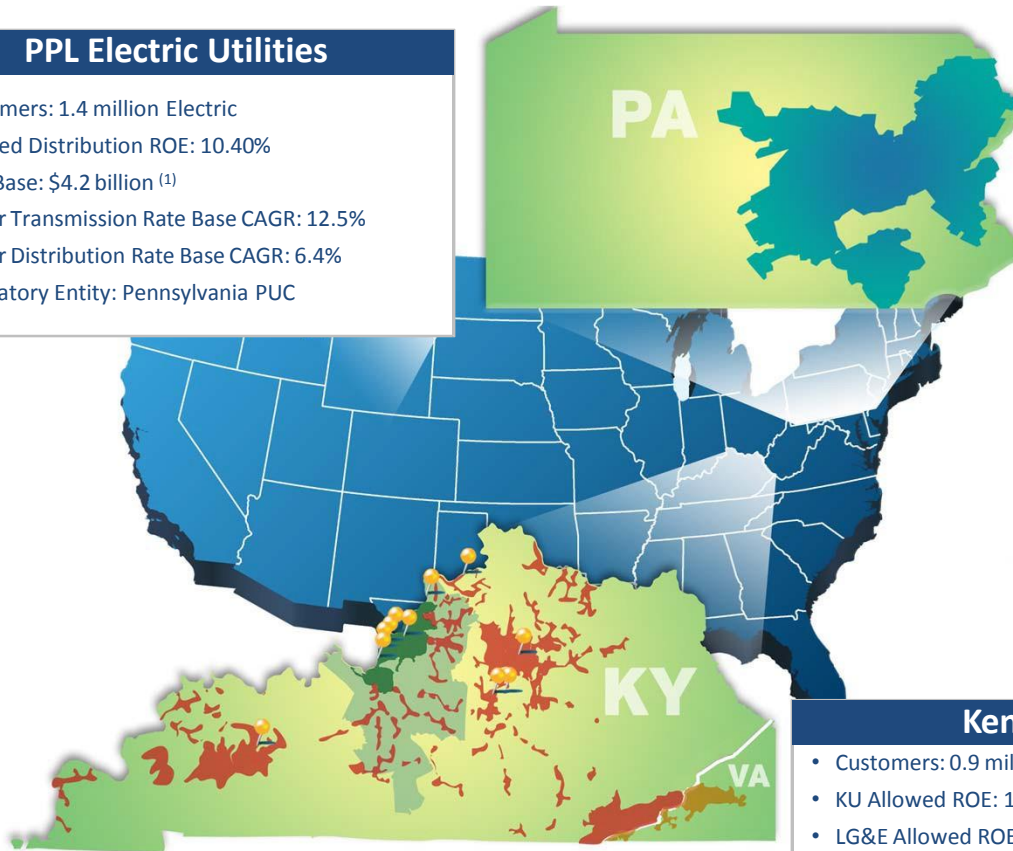 PPL Electric Utilities
mers: 1.4 million Electric
ed Distribution ROE: 10.40%
Base: $4.2 billion (1)
r Transmission Rate Base CAGR: 12.5%
r Distribution Rate Base CAGR: 6.4%
atory Entity: Pennsylvania PUC
PA
KY
VA
Ken
• Customers: 0.9 mil
• KU Allowed ROE: 1
• LG&E Allowed ROE